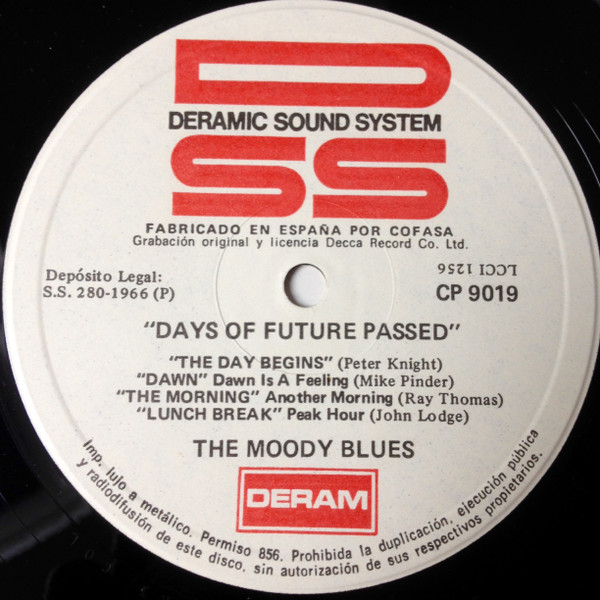 DSS
DERAMIC SOUND SYSTEM
FABRICADO EN ESPAÑA POR COFASA
Grabación original y licencia Decca Record Co. Ltd.
Depósito Legal:
S.S. 280-1966 (P)
LCCI 1256
CP 9019
"DAYS OF FUTURE PASSED"
"THE DAY BEGINS" (Peter Knight)
"DAWN" Dawn Is A Feeling (Mike Pinder)
"THE MORNING" Another Morning (Ray Thomas)
"LUNCH BREAK" Peak Hour (John Lodge)
THE MOODY BLUES
DERAM
Imp. lujo a metálico. Permiso 856. Prohibida la duplicación, ejecución pública
y radiodifusión de este disco, sin autorización de sus respectivos propietarios.